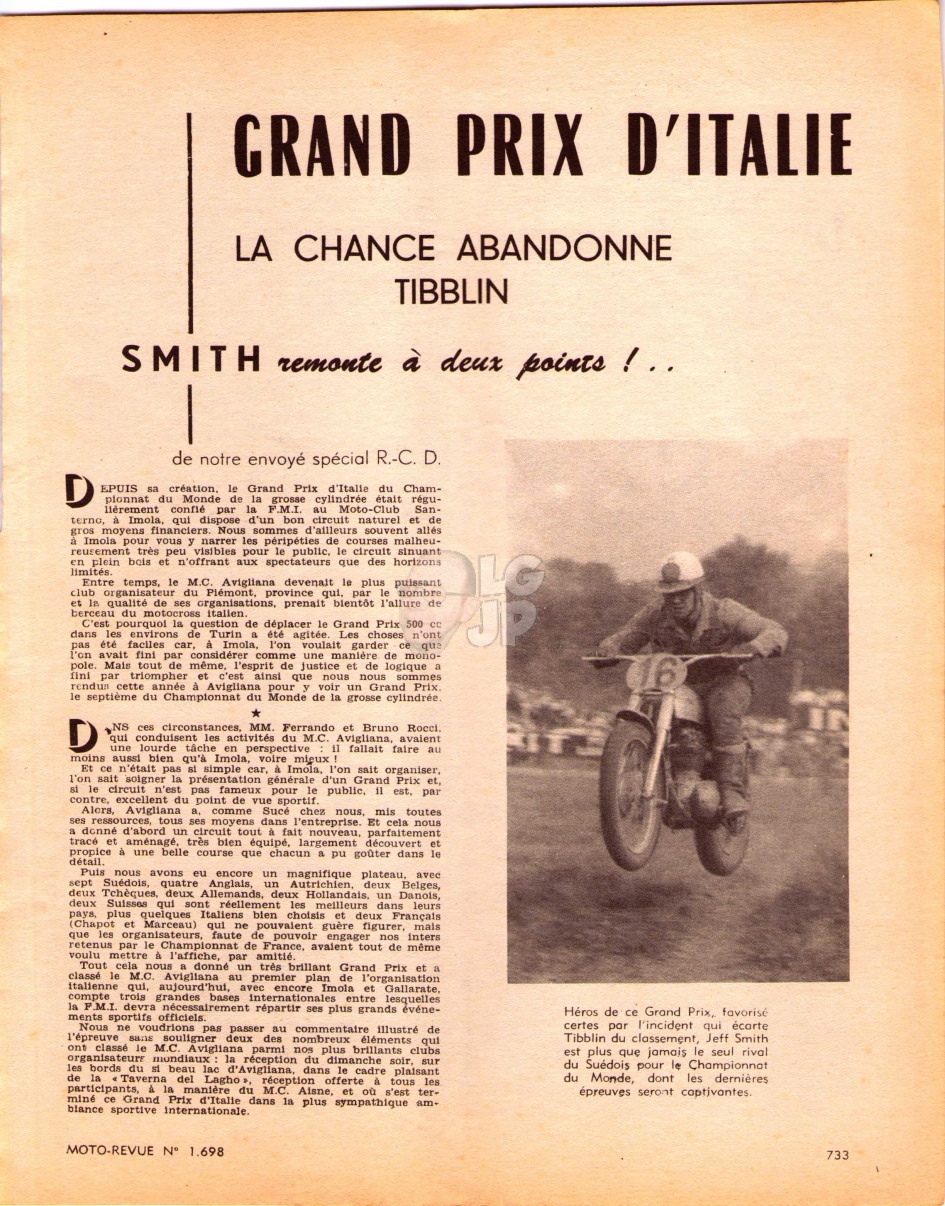 GRAND PRIX D'ITALIE
LA CHANCE ABANDONNE
TIBBLIN
SMITH remonte à deux points ! . .
de notre envoyé spécial R.-C. D.
DEPUIS sa création, le Grand Prix d'Italie du Cham-
pionnat du Monde de la grosse cylindrée était régu-
lièrement confié par la F.M.I. au Moto-Club San-
terno, à Imola, qui dispose d'un bon circuit naturel et de
gros moyens financiers. Nous sommes d'ailleurs souvent allés
à Imola pour vous y narrer les péripéties de courses malheu-
reusement très peu visibles pour le public, le circuit sinuant
en plein bois et n'offrant aux spectateurs que des horizons
limités.
Entre temps, le M.C. Avigliana devenait le plus puissant
club organisateur du Piémont, province qui, par le nombre
et la qualité de ses organisations, prenait bientôt l'allure de
berceau du motocross italien.
C'est pourquoi la question de déplacer le Grand Prix 500 cc
dans les environs de Turin a été agitée. Les choses n'ont
pas été faciles car, à Imola, l'on voulait garder ce que
l'on avait fini par considérer comme une manière de mono-
pole. Mais tout de même, l'esprit de justice et de logique a
fini par triompher et c'est ainsi que nous nous sommes
rendus cette année à Avigliana pour y voir un Grand Prix,
le septième du Championnat du Monde de la grosse cylindrée.
★
DANS ces circonstances, MM. Ferrando et Bruno Rocci,
qui conduisent les activités du M.C. Avigliana, avaient
une lourde tâche en perspective : il fallait faire au
moins aussi bien qu'à Imola, voire mieux !
Et ce n'était pas si simple car, à Imola, l'on sait organiser,
l'on sait soigner la présentation générale d'un Grand Prix et,
si le circuit n'est pas fameux pour le public, il est, par
contre, excellent du point de vue sportif.
Alors, Avigliana a, comme Sucé chez nous, mis toutes
ses ressources, tous ses moyens dans l'entreprise. Et cela nous
a donné d'abord un circuit tout à fait nouveau, parfaitement
tracé et aménagé, très bien équipé, largement découvert et
propice à une belle course que chacun a pu goûter dans le
détail.
Puis nous avons eu encore un magnifique plateau, avec
sept Suédois, quatre Anglais, un Autrichien, deux Belges,
deux Tchèques, deux Allemands, deux Hollandais, un Danois,
deux Suisses qui sont réellement les meilleurs dans leurs
pays, plus quelques Italiens bien choisis et deux Français
(Chapot et Marceau) qui ne pouvaient guère figurer, mais
que les organisateurs, faute de pouvoir engager nos inters
retenus par le Championnat de France, avaient tout de même
voulu mettre à l'affiche, par amitié.
Tout cela nous a donné un très brillant Grand Prix et a
classé le M.C. Avigliana au premier plan de l'organisation
italienne qui, aujourd'hui, avec encore Imola et Gallarate,
compte trois grandes bases internationales entre lesquelles
la F.M.I. devra nécessairement répartir ses plus grands événe-
ments sportifs officiels.
Nous ne voudrions pas passer au commentaire illustré de
l'épreuve sans souligner deux des nombreux éléments qui
ont classé le M.C. Avigliana parmi nos plus brillants clubs
organisateur mondiaux : la réception du dimanche soir, sur
les bords du si beau lac d'Avigliana, dans le cadre plaisant
de la « Taverna del Lagho », réception offerte à tous les
participants, à la manière du M.C. Aisne, et où s'est ter-
miné ce Grand Prix d'Italie dans la plus sympathique am-
biance sportive internationale.
LG
JP
16
Héros de ce Grand Prix, favorisé
certes par l'incident qui écarte
Tibblin du classement, Jeff Smith
est plus que jamais le seul rival
du Suédois pour le Championnat
du Monde, dont les dernières
épreuves seront captivantes.
MOTO-REVUE N° 1.698
733